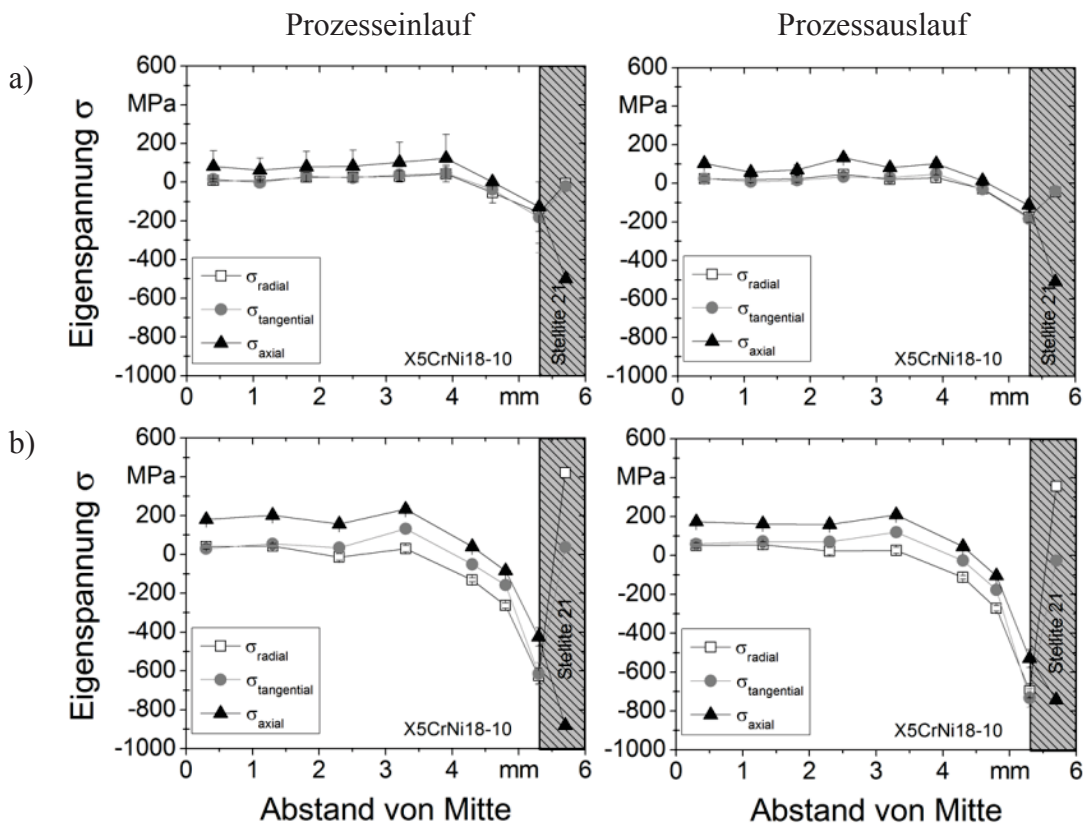 Prozesseinlauf
Prozessauslauf
a)
Eigenspannung σ
600
MPa
200
0
-200
-400
-600
-800
-1000
σradial
σtangential
σaxial
X5CrNi18-10
Stellite 21
0 1 2 3 4 mm 6
600
MPa
200
0
-200
-400
-600
-800
-1000
σradial
σtangential
σaxial
X5CrNi18-10
Stellite 21
0 1 2 3 4 mm 6
b)
Eigenspannung σ
600
MPa
200
0
-200
-400
-600
-800
-1000
σradial
σtangential
σaxial
X5CrNi18-10
Stellite 21
0 1 2 3 4 mm 6
Abstand von Mitte
600
MPa
200
0
-200
-400
-600
-800
-1000
σradial
σtangential
σaxial
X5CrNi18-10
Stellite 21
0 1 2 3 4 mm 6
Abstand von Mitte